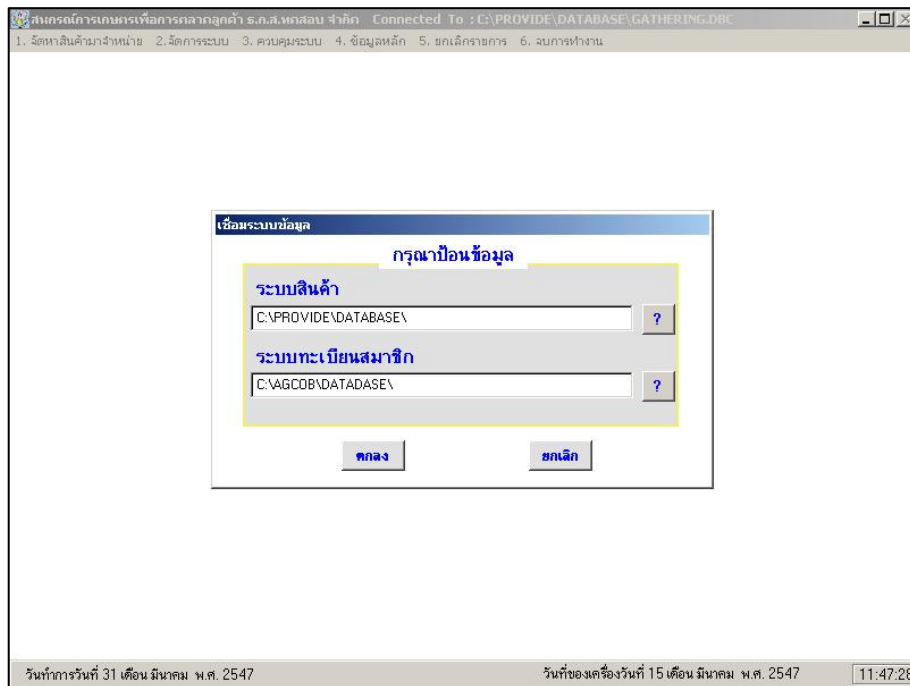 สหกรณ์การเกษตรเพื่อการตลาดลูกค้า ธ.ก.ส.ทดสอบ จำกัด Connected To : C:\PROVIDE\DATABASE\GATHERING.DBC
1. จัดหาสินค้ามาจำหน่าย 2.จัดการระบบ 3. ควบคุมระบบ 4. ข้อมูลหลัก 5. ยกเลิกรายการ 6. จบการทำงาน
เชื่อมระบบข้อมูล
กรุณาป้อนข้อมูล
ระบบสินค้า
C:\PROVIDE\DATABASE\ ?
ระบบทะเบียนสมาชิก
C:\AGCOB\DATADASE\ ?
ตกลง ยกเลิก
วันทำการวันที่ 31 เดือน มีนาคม พ.ศ. 2547 วันที่ของเครื่องวันที่ 15 เดือน มีนาคม พ.ศ. 2547 11:47:28